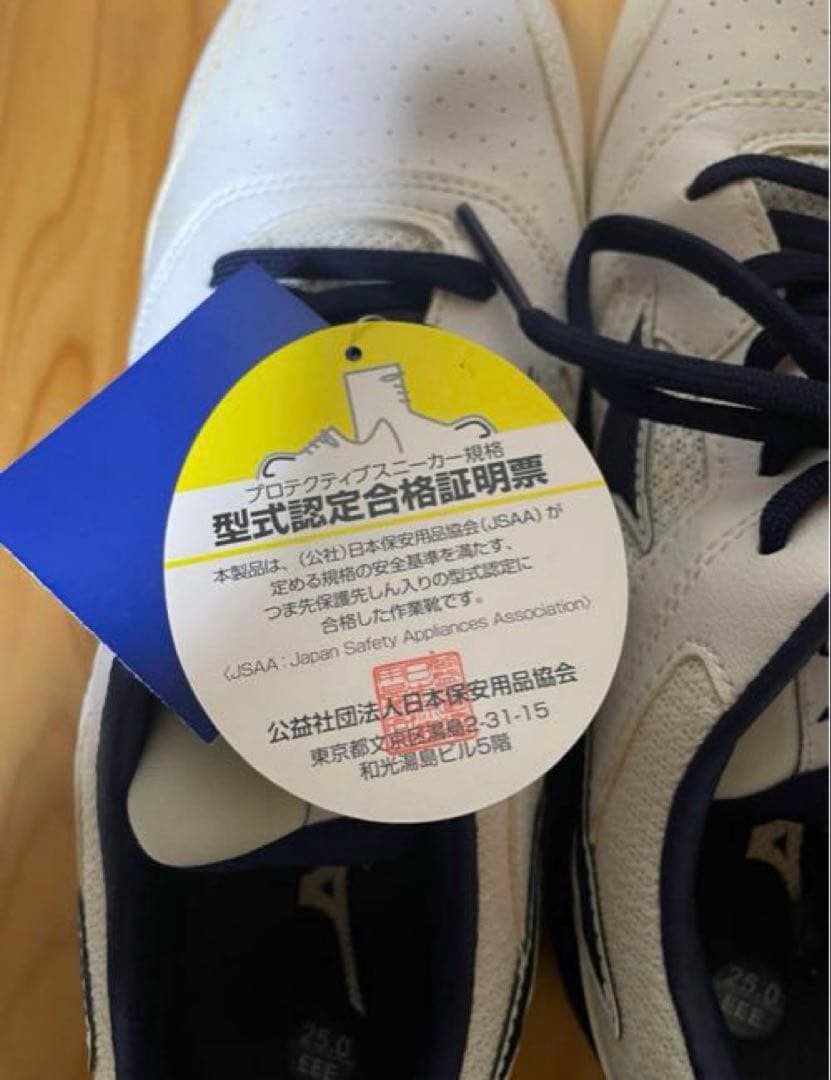 プロテクティブスニーカー規格
型式認定合格証明票
本製品は、(公社)日本保安用品協会(JSAA)が
定める規格の安全基準を満たす、
つま先保護先しん入りの型式認定に
合格した作業靴です。
〈JSAA : Japan Safety Appliances Association〉
公益社団法人日本保安用品協会
東京都文京区湯島2-31-15
和光湯島ビル5階
25.0
EEE
25.0
EEE